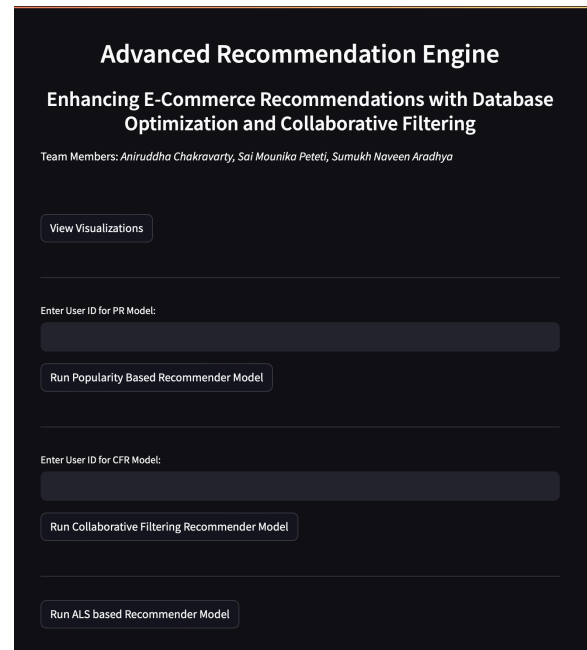 Advanced Recommendation Engine
Enhancing E-Commerce Recommendations with Database
Optimization and Collaborative Filtering
Team Members: Aniruddha Chakravarty, Sai Mounika Peteti, Sumukh Naveen Aradhya
View Visualizations
Enter User ID for PR Model:
Run Popularity Based Recommender Model
Enter User ID for CFR Model:
Run Collaborative Filtering Recommender Model
Run ALS based Recommender Model